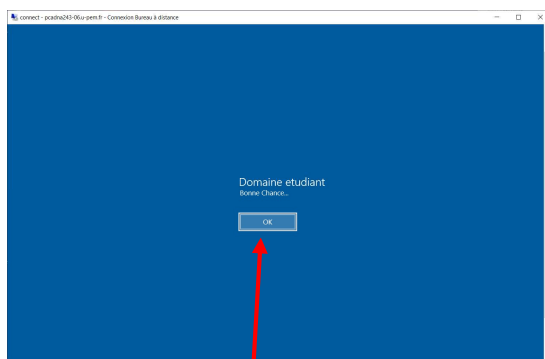 connect - pcadna243-06.u-pem.fr - Connexion Bureau à distance
Domaine etudiant
Bonne Chance...
OK